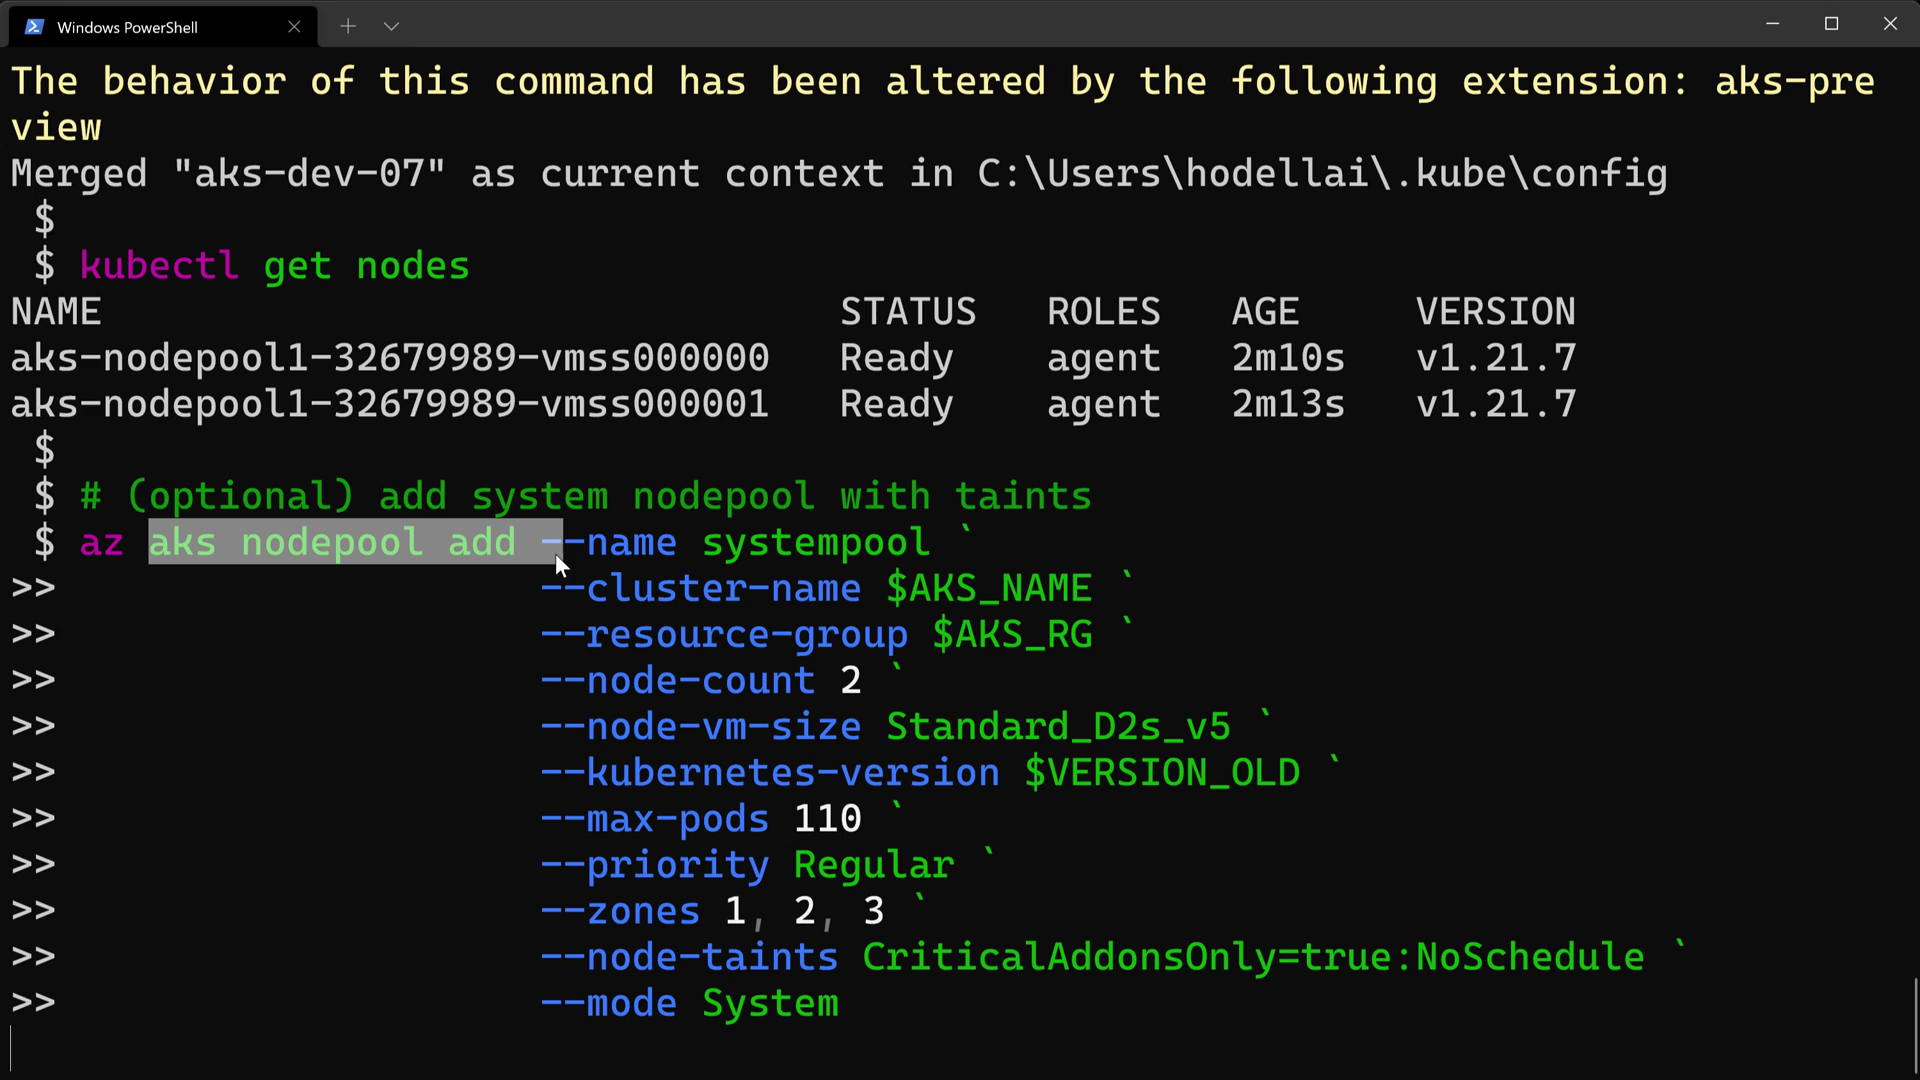 Windows PowerShell
The behavior of this command has been altered by the following extension: aks-pre
view
Merged "aks-dev-07" as current context in C:\Users\hodellai\.kube\config
$
$ kubectl get nodes
NAME STATUS ROLES AGE VERSION
aks-nodepool1-32679989-vmss000000 Ready agent 2m10s v1.21.7
aks-nodepool1-32679989-vmss000001 Ready agent 2m13s v1.21.7
$
$ # (optional) add system nodepool with taints
$ az aks nodepool add --name systempool `
>> --cluster-name $AKS_NAME `
>> --resource-group $AKS_RG `
>> --node-count 2 `
>> --node-vm-size Standard_D2s_v5 `
>> --kubernetes-version $VERSION_OLD `
>> --max-pods 110 `
>> --priority Regular `
>> --zones 1, 2, 3 `
>> --node-taints CriticalAddonsOnly=true:NoSchedule `
>> --mode System